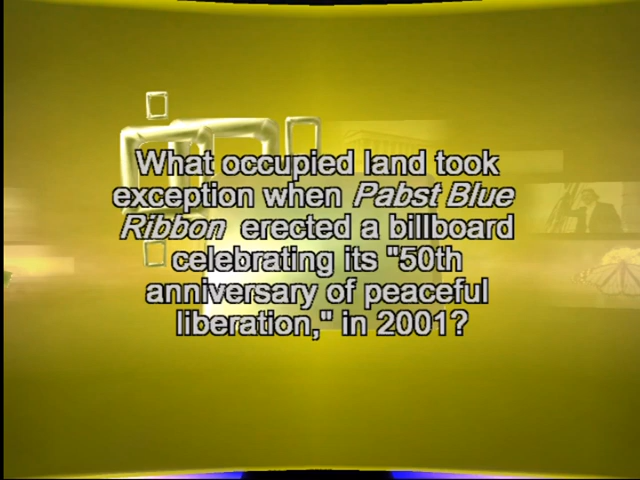 What occupied land took
exception when Pabst Blue
Ribbon erected a billboard
celebrating its "50th
anniversary of peaceful
liberation," in 2001?